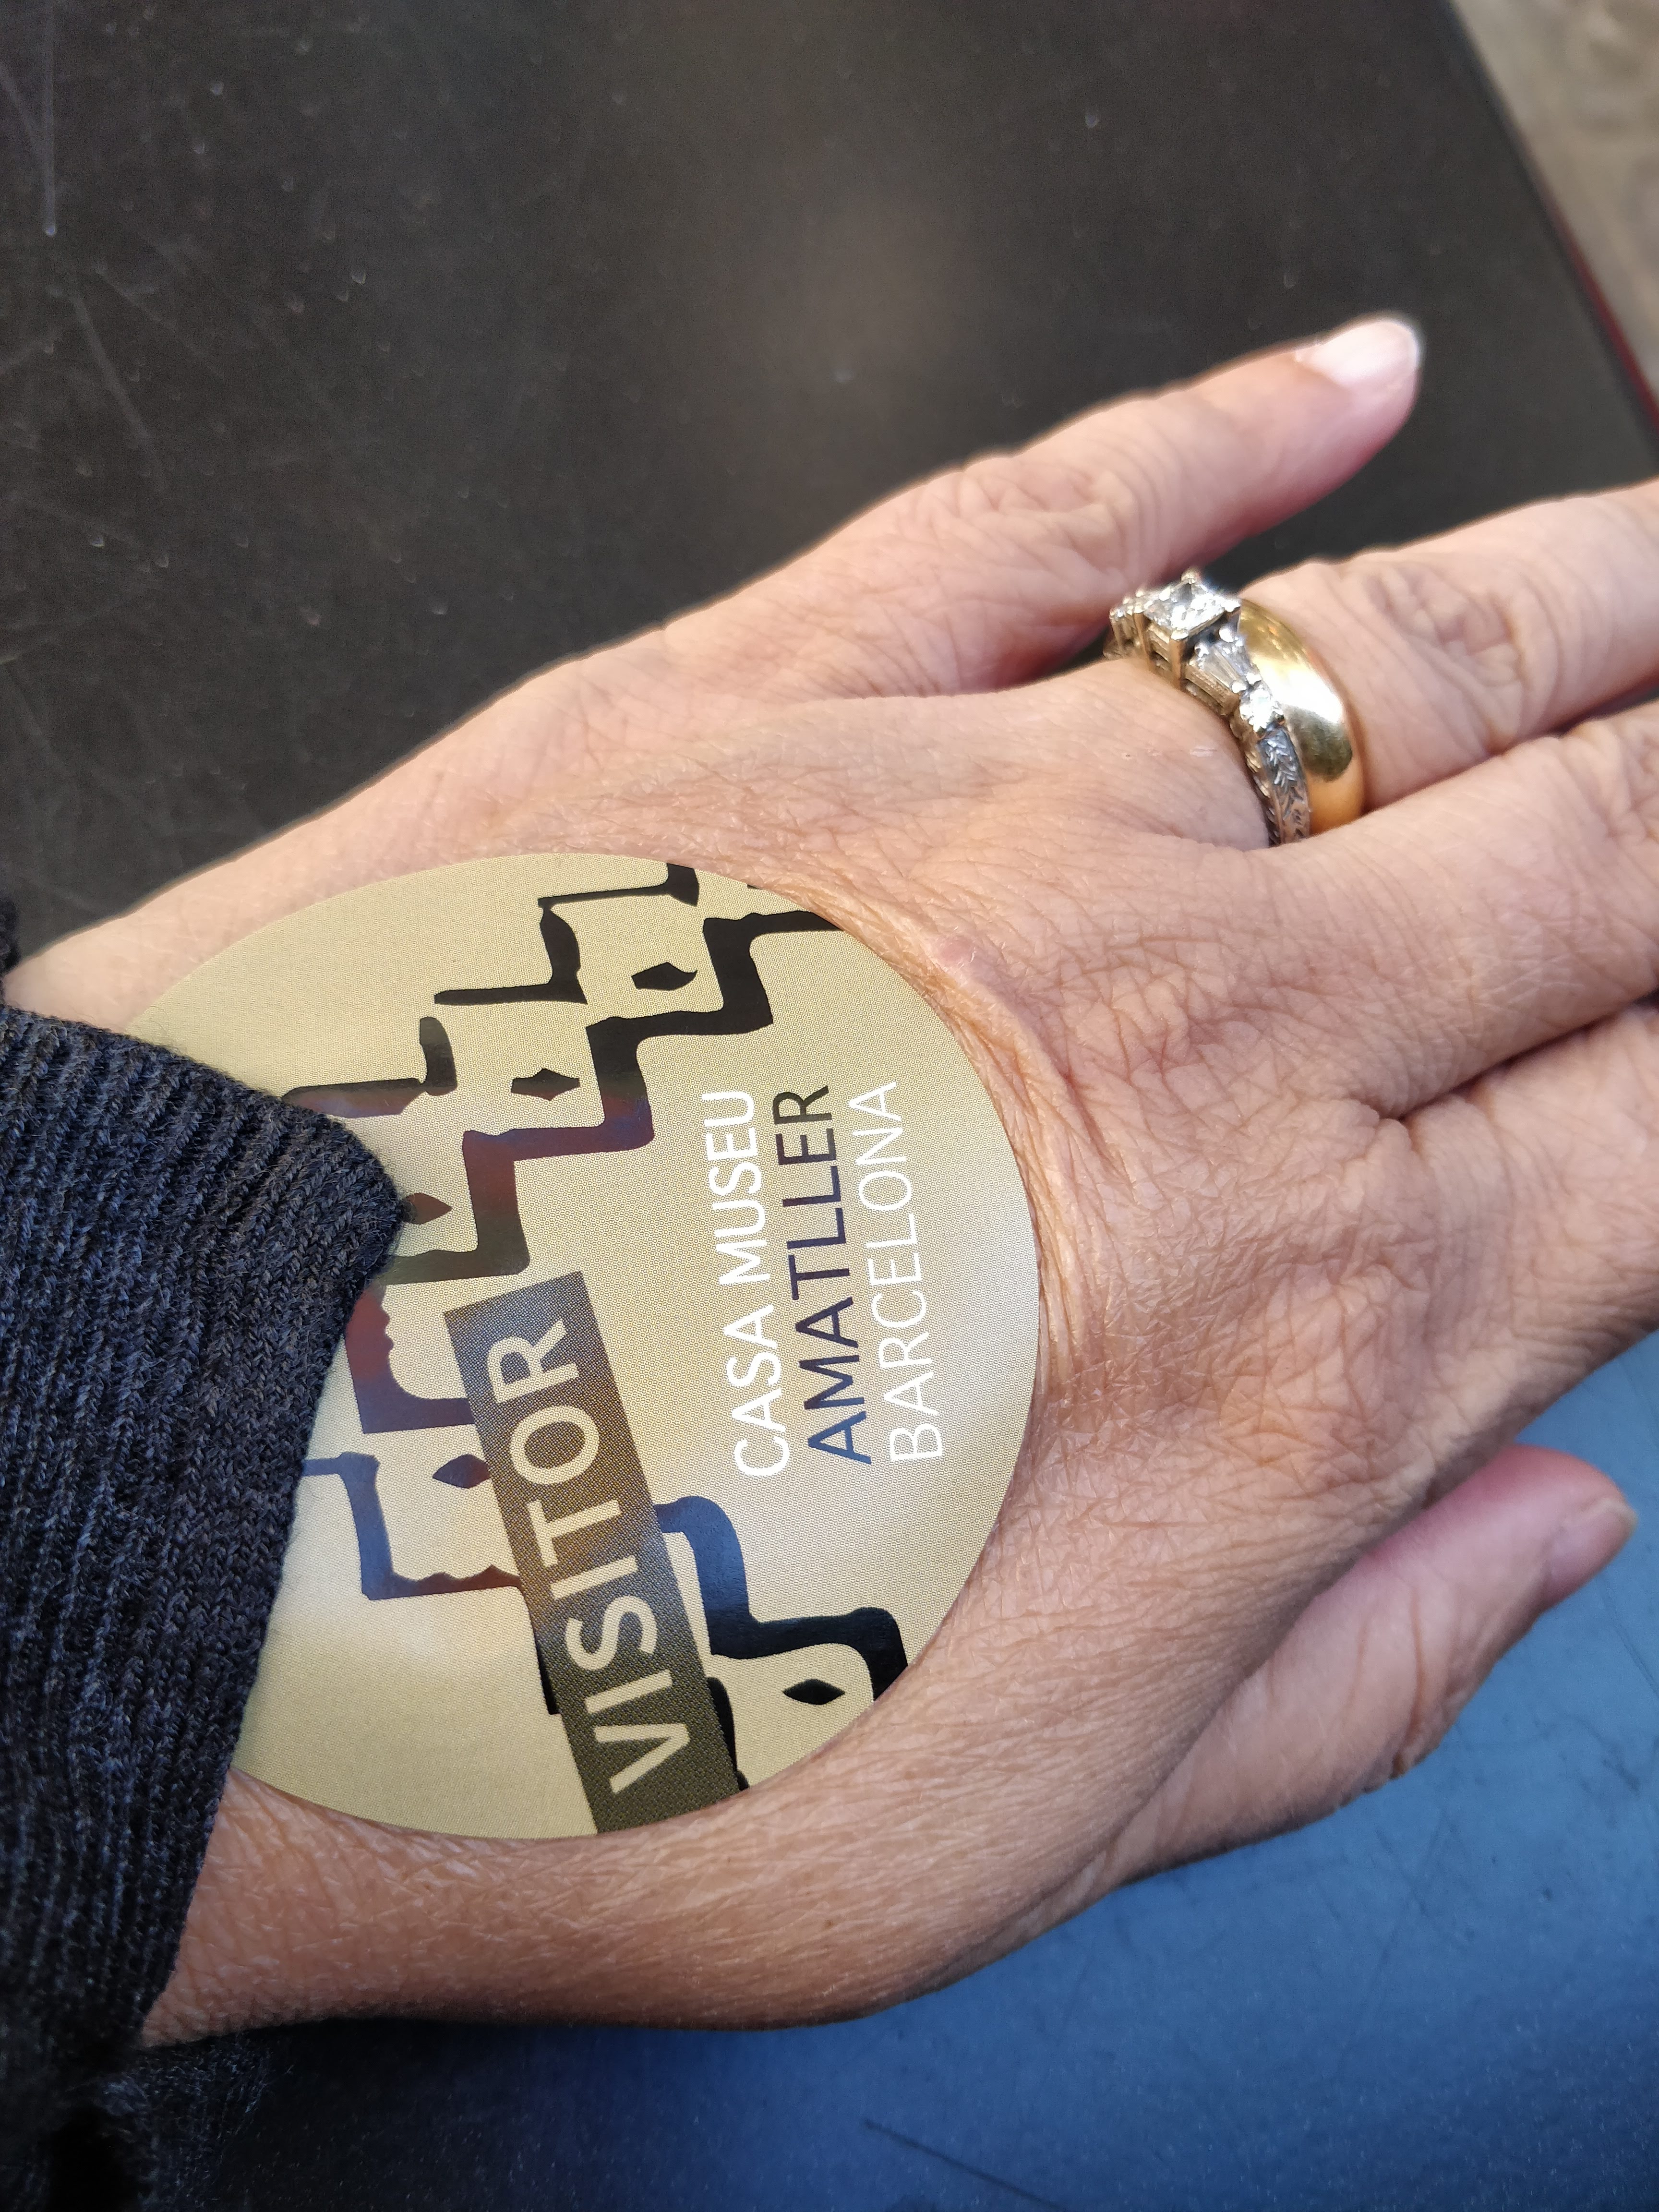 VISITOR
CASA MUSEU
AMATLLER
BARCELONA